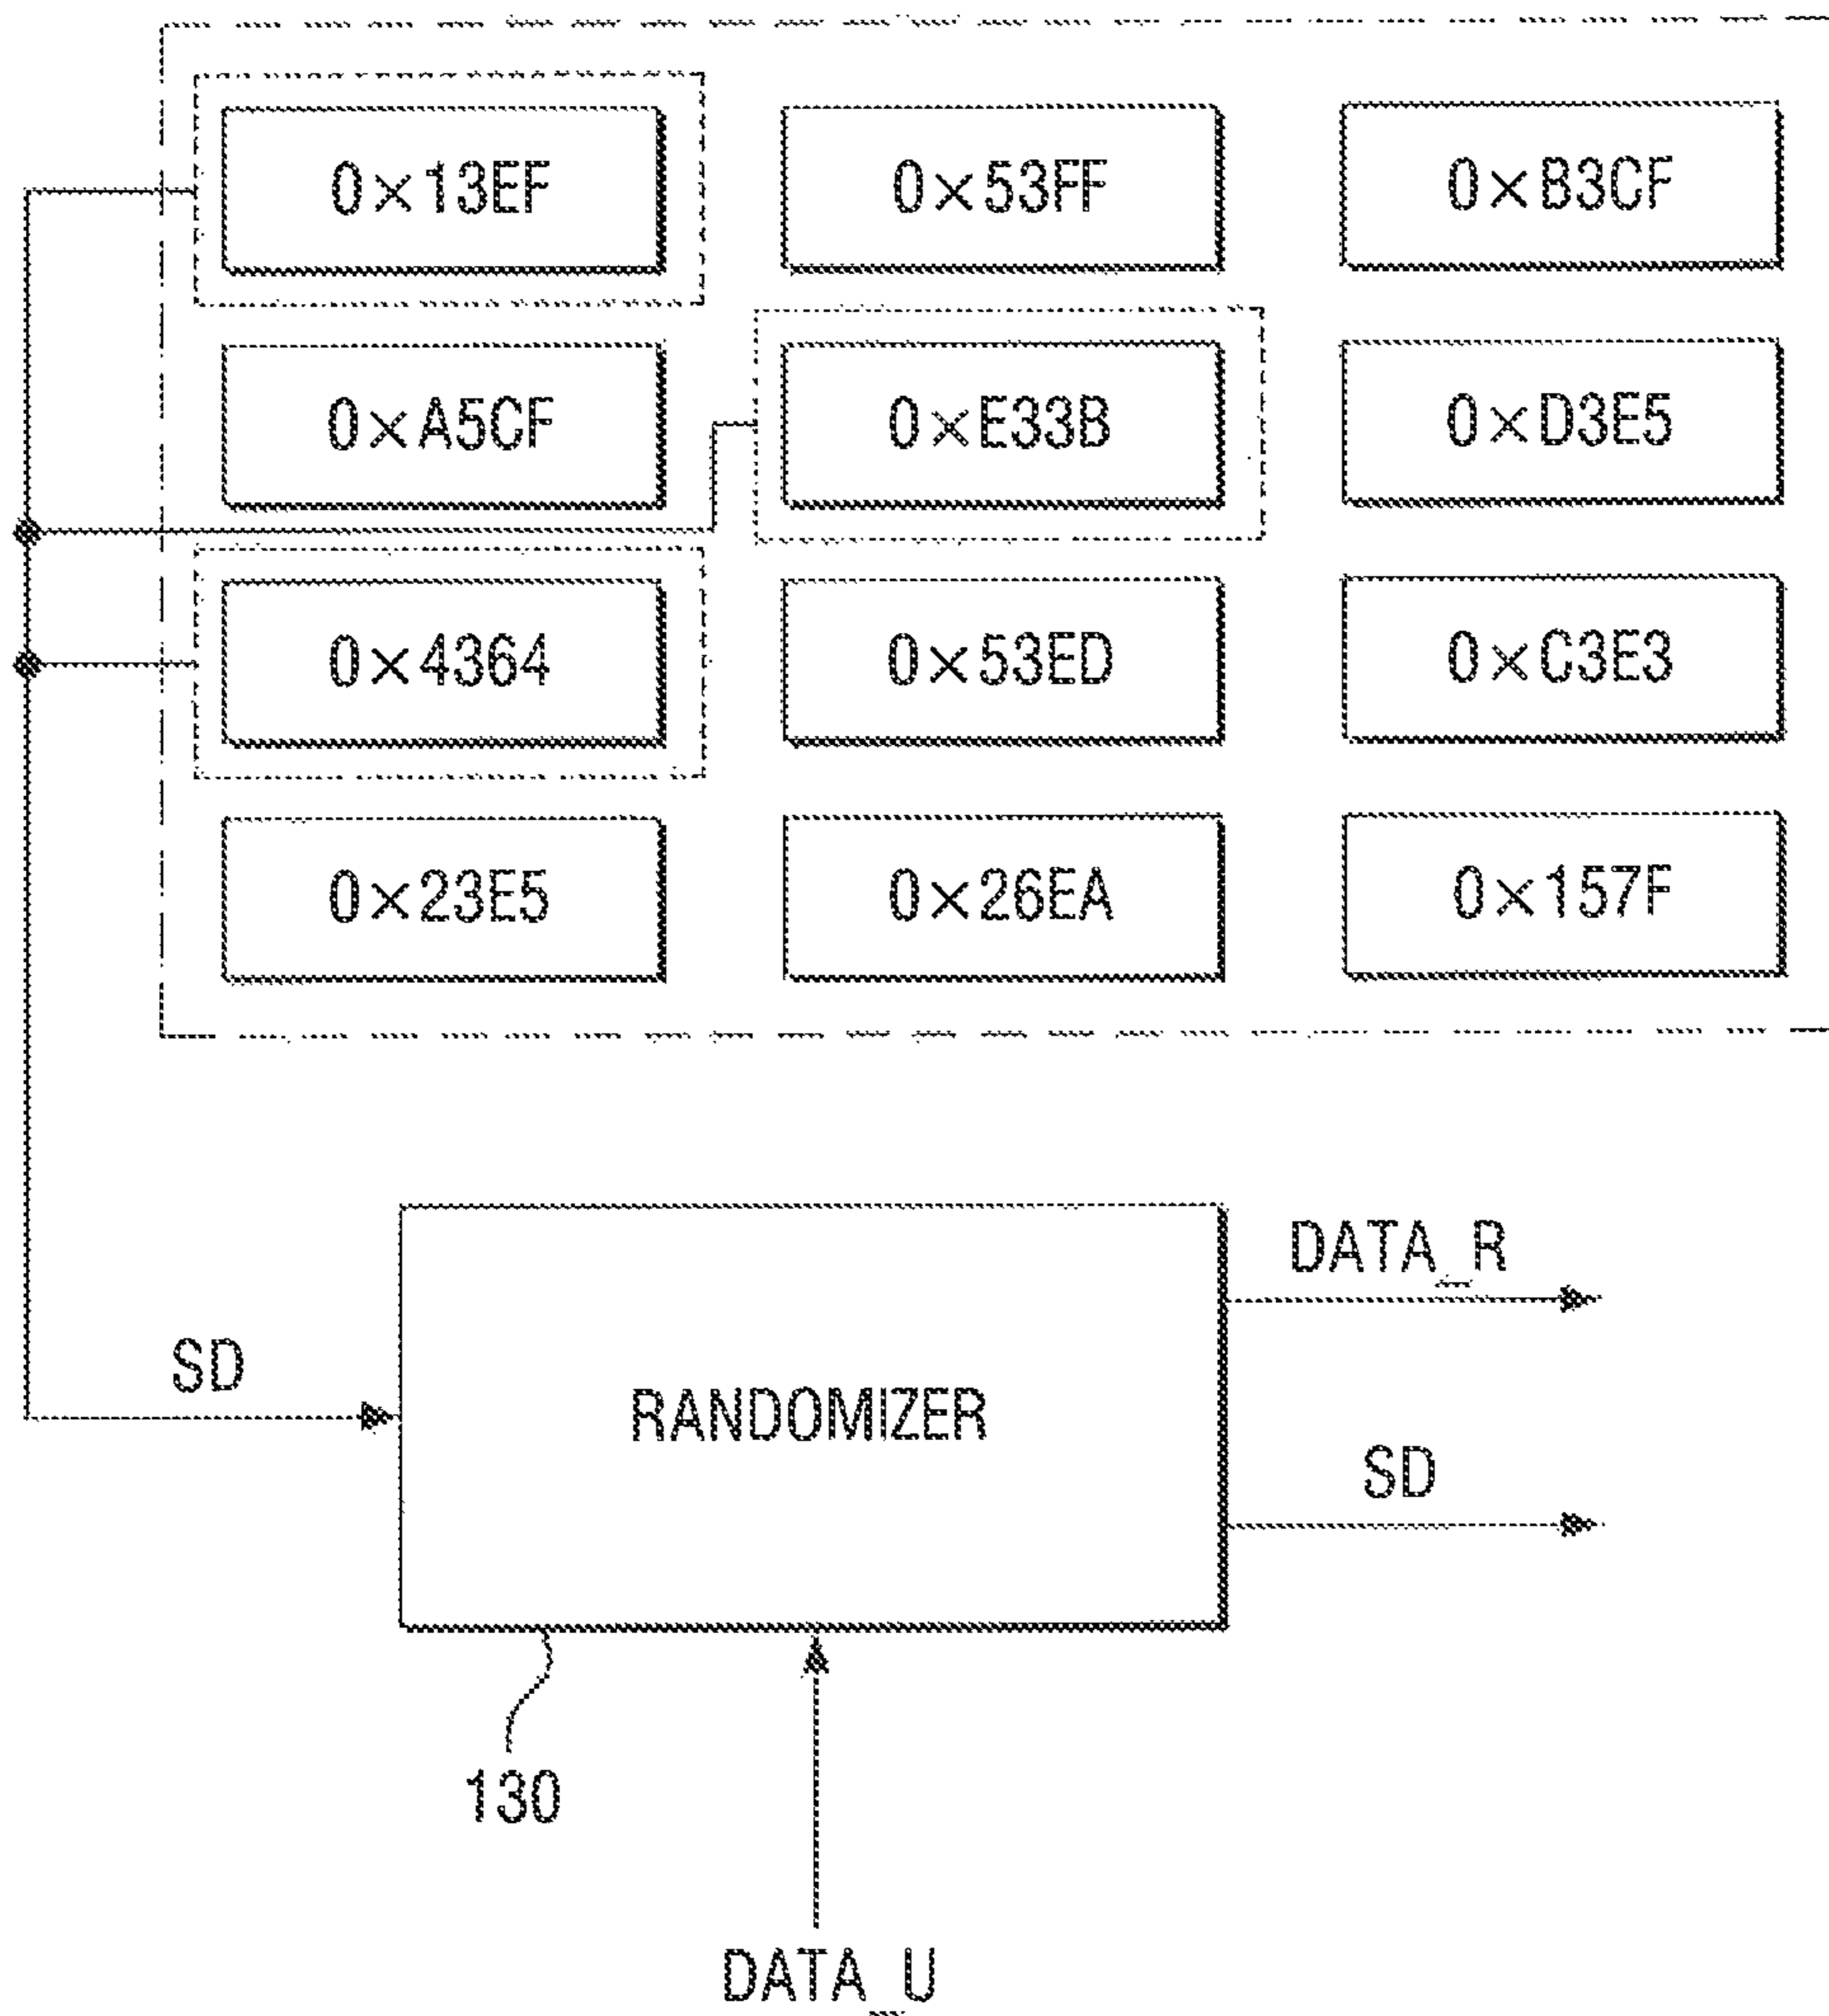 0×13EF 0×53FF 0×B3CF
0×A5CF 0×E33B 0×D3E5
0×4364 0×53ED 0×C3E3
0×23E5 0×26EA 0×157F
DATA_R
SD
RANDOMIZER
SD
130
DATA_U